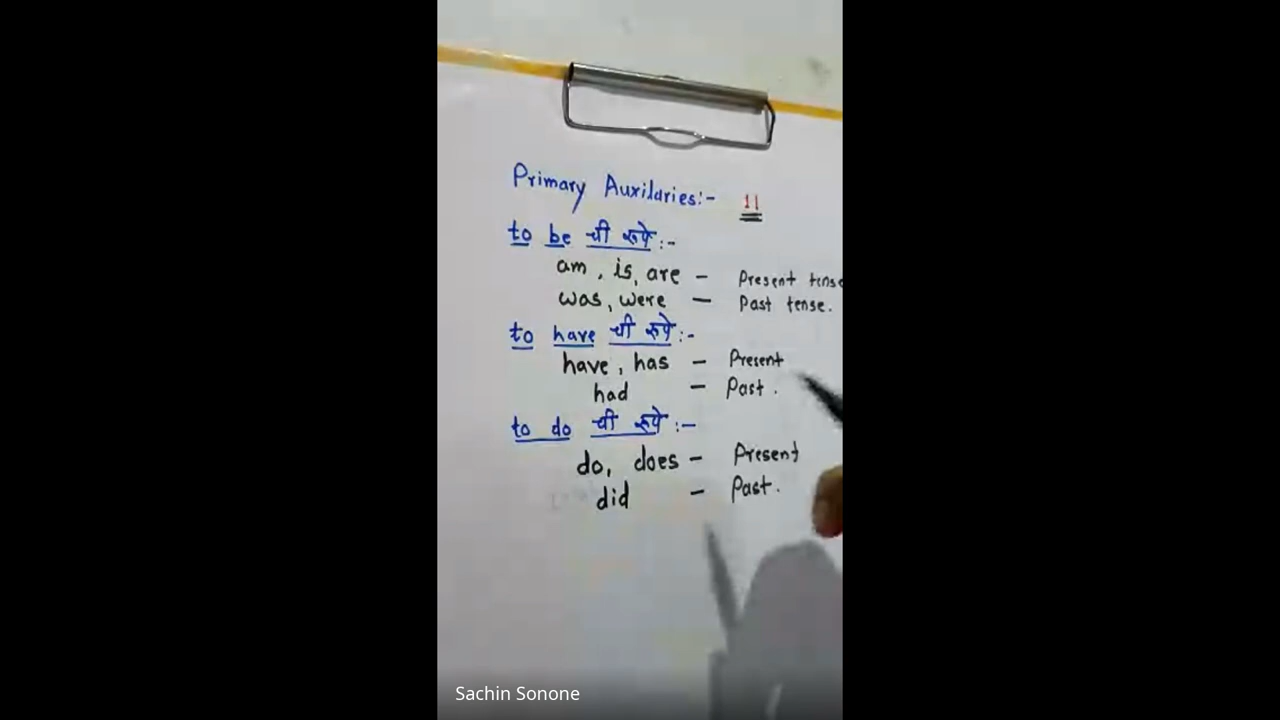 Primary Auxilaries:- 11
to be ची रूपे :-
am, is, are - Present tense
was, were - Past tense.
to have ची रूपे :-
have, has - Present
had - Past.
to do ची रूपे :-
do, does - Present
did - Past.
Sachin Sonone